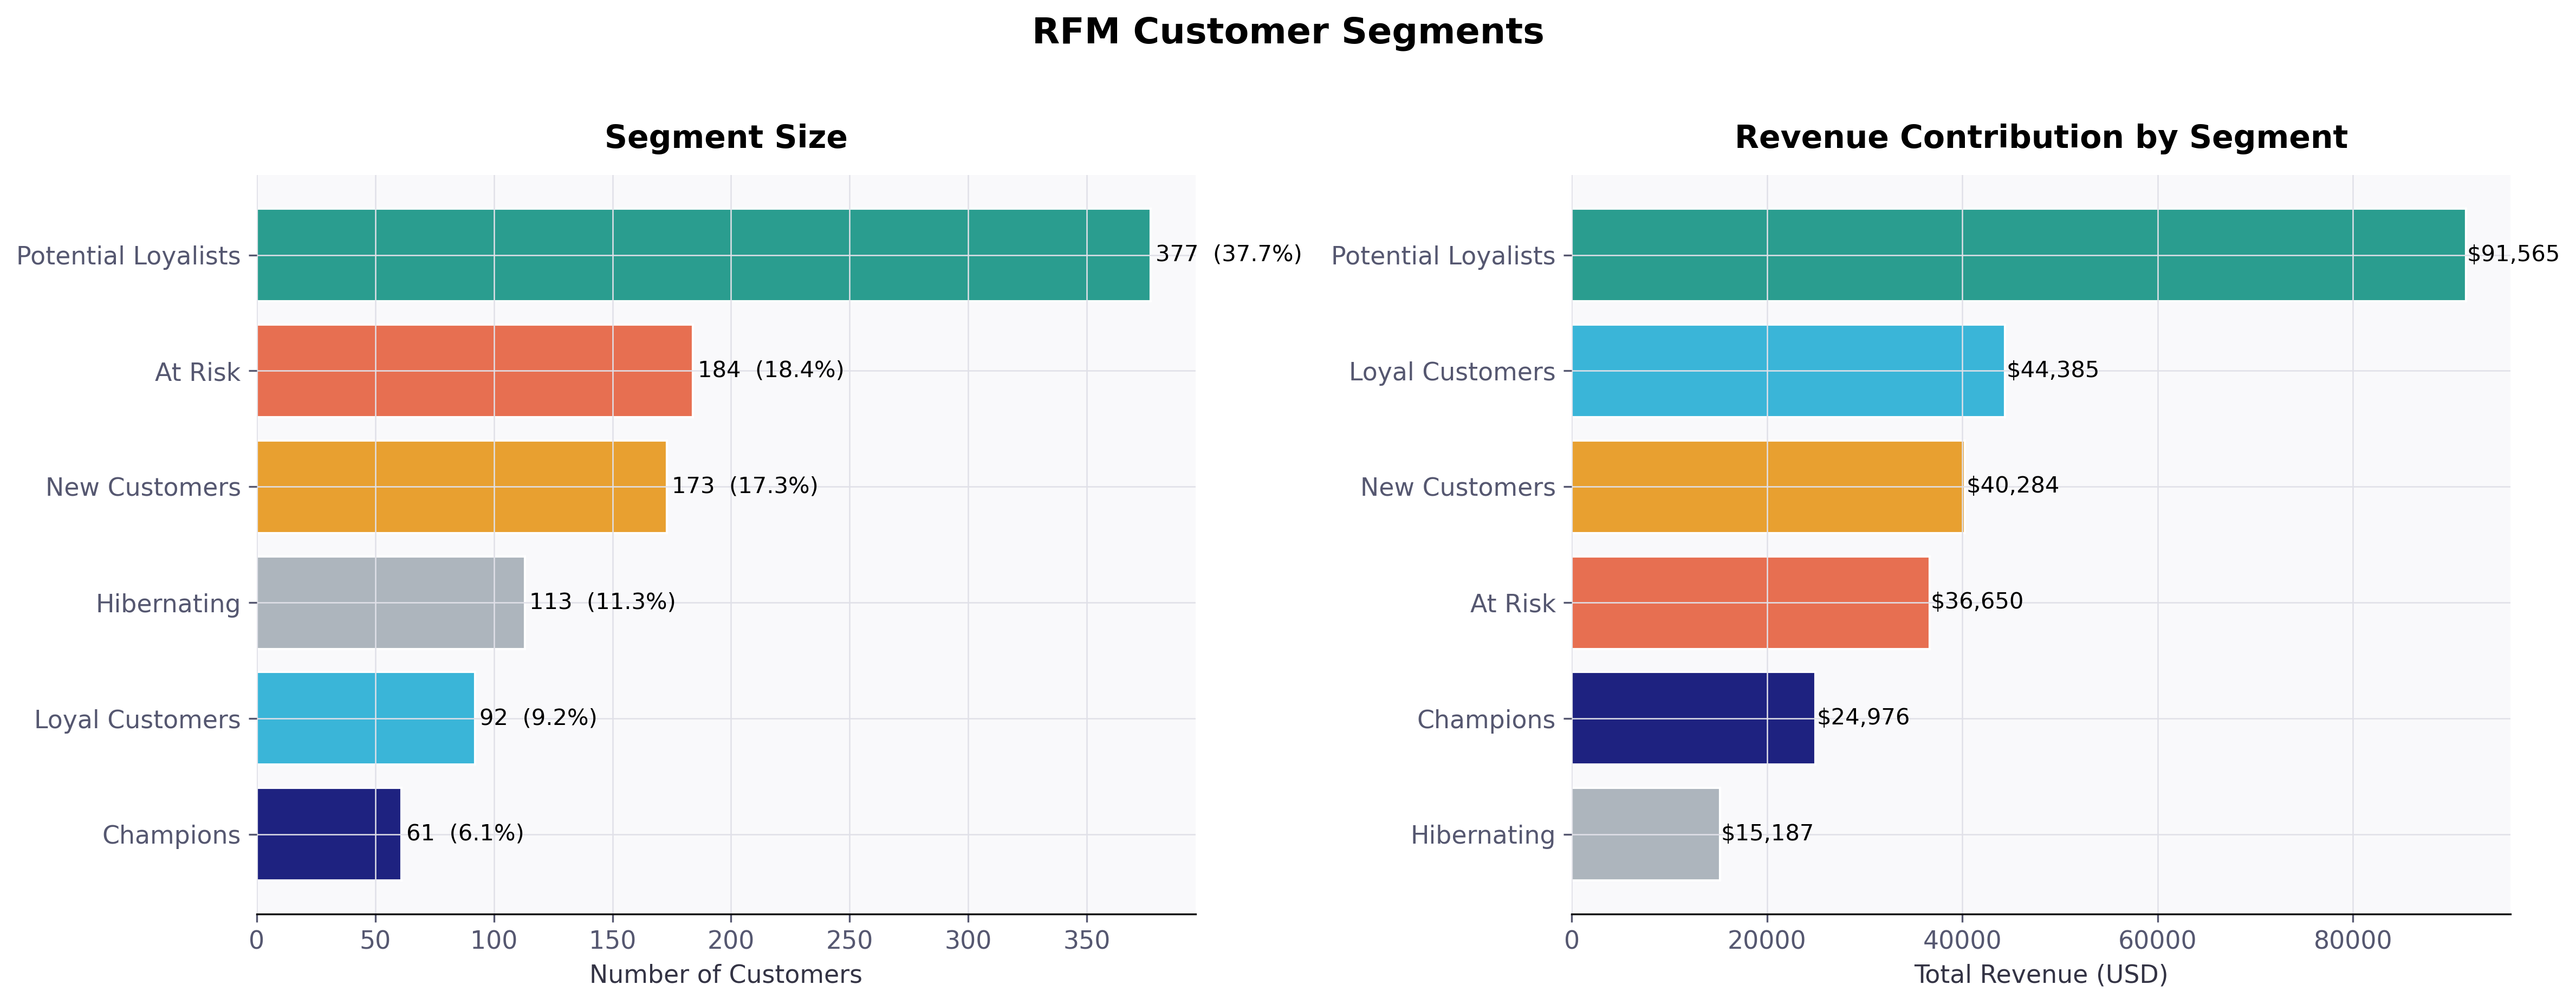 RFM Customer Segments
Segment Size
Potential Loyalists
377 (37.7%)
At Risk
184 (18.4%)
New Customers
173 (17.3%)
Hibernating
113 (11.3%)
Loyal Customers
92 (9.2%)
Champions
61 (6.1%)
0 50 100 150 200 250 300 350
Number of Customers
Revenue Contribution by Segment
Potential Loyalists
$91,565
Loyal Customers
$44,385
New Customers
$40,284
At Risk
$36,650
Champions
$24,976
Hibernating
$15,187
0 20000 40000 60000 80000
Total Revenue (USD)